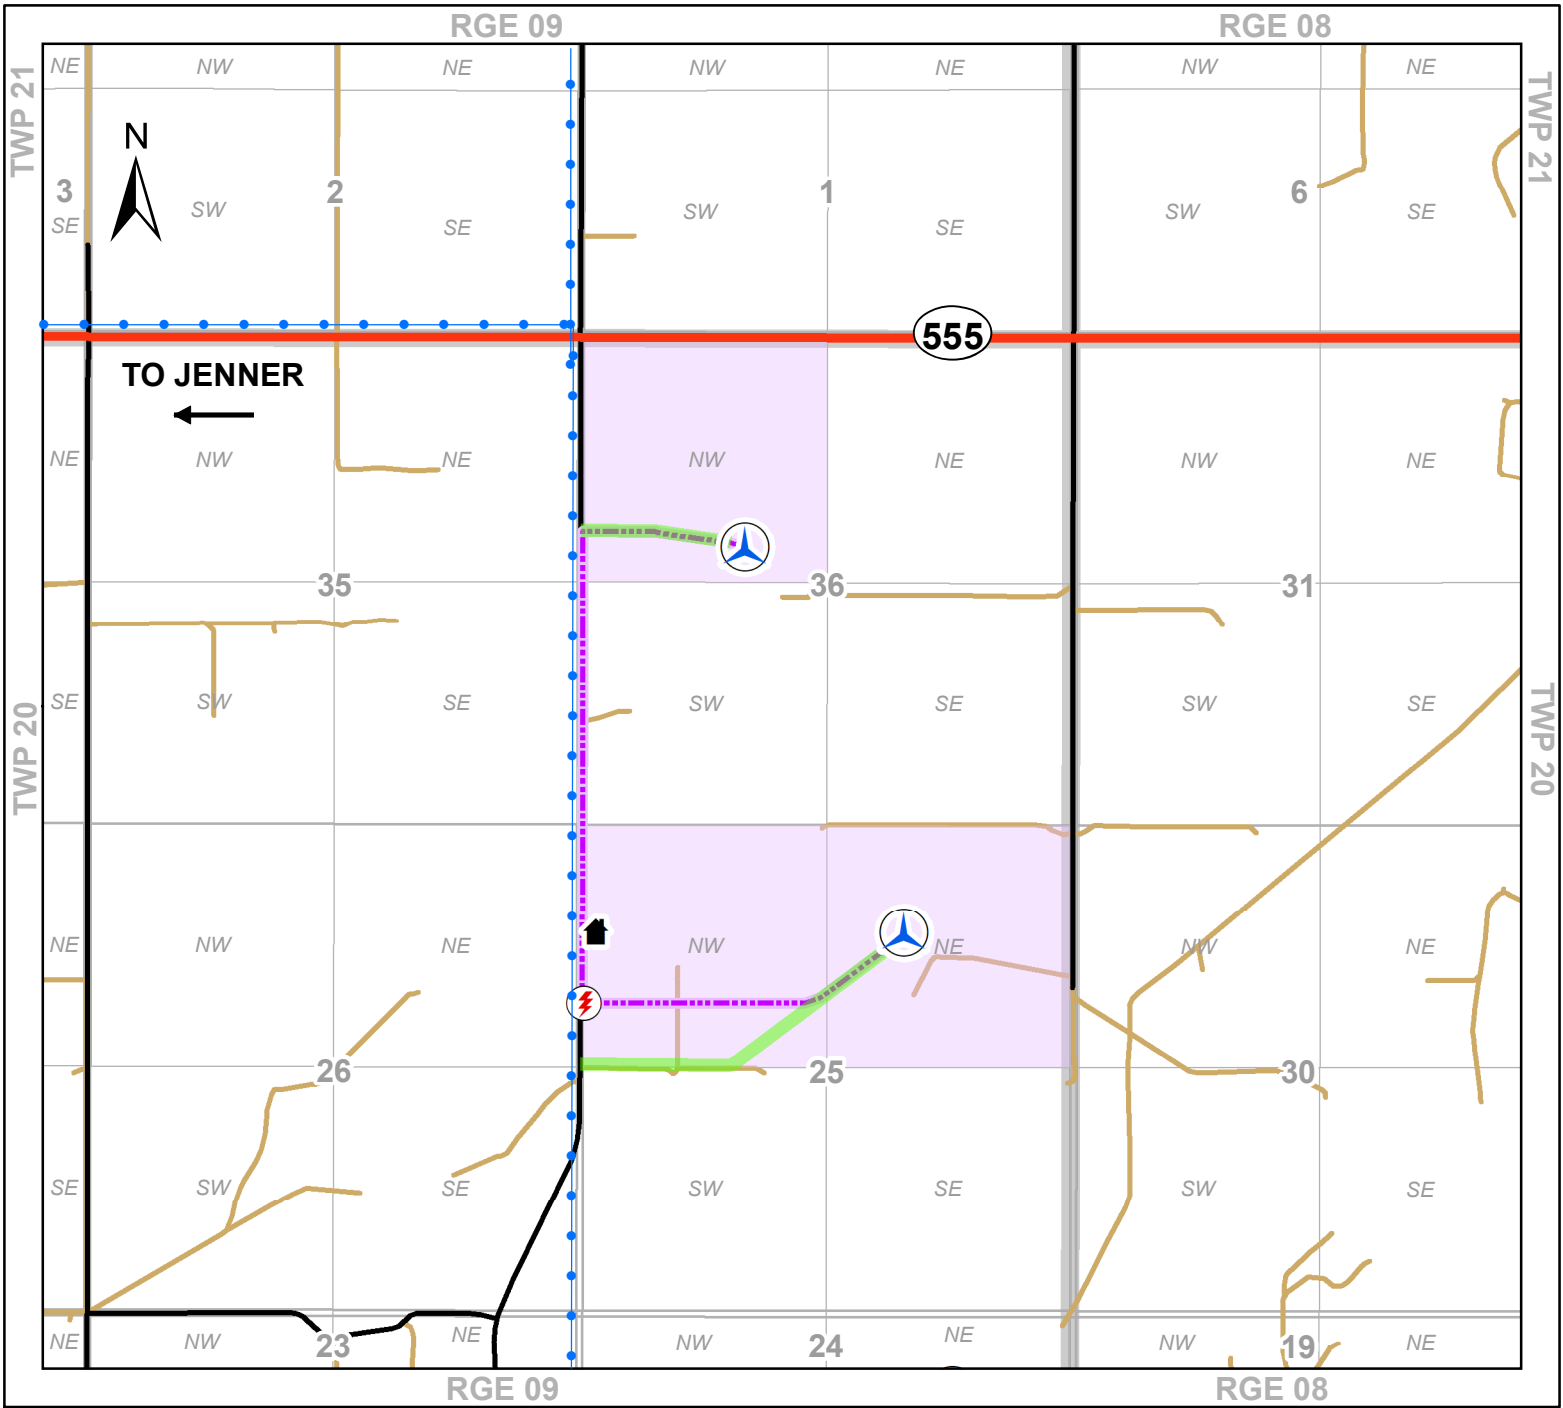 RGE 09 RGE 08
TWP 21
TWP 21
NE NW NE NW NE NW NE
N
3 2 1 6
SE SW SE SW SE SW SE
555
TO JENNER
NE NW NE NW NE NW NE
35 36 31
SE SW SE SW SE SW SE
TWP 20
TWP 20
NE NW NE NW NE NW NE
26 25 30
SE SW SE SW SE SW SE
NE NW NE NW NE NW NE
23 24 19
RGE 09 RGE 08